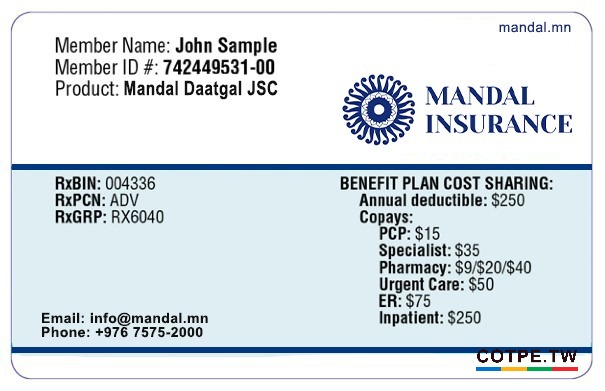 mandal.mn
Member Name: John Sample
Member ID #: 742449531-00
Product: Mandal Daatgal JSC
MANDAL
INSURANCE
RxBIN: 004336
RxPCN: ADV
RxGRP: RX6040
BENEFIT PLAN COST SHARING:
Annual deductible: $250
Copays:
PCP: $15
Specialist: $35
Pharmacy: $9/$20/$40
Urgent Care: $50
ER: $75
Inpatient: $250
Email: info@mandal.mn
Phone: +976 7575-2000
COTPE.TW